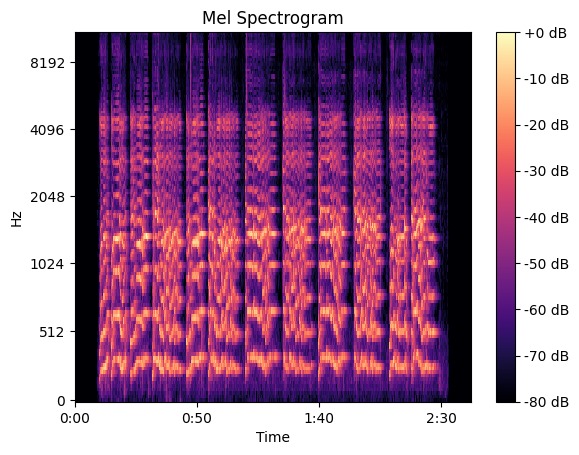 Mel Spectrogram
8192
4096
2048
1024
512
0
Hz
0:00
0:50
1:40
2:30
Time
+0 dB
-10 dB
-20 dB
-30 dB
-40 dB
-50 dB
-60 dB
-70 dB
-80 dB